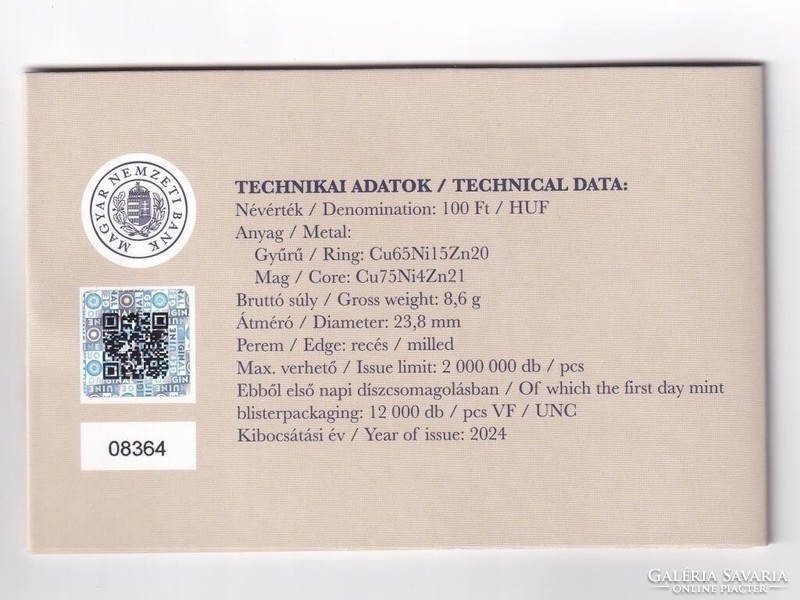 MAGYAR NEMZETI BANK
TECHNIKAI ADATOK / TECHNICAL DATA:
Névérték / Denomination: 100 Ft / HUF
Anyag / Metal:
Gyűrű / Ring: Cu65Ni15Zn20
Mag / Core: Cu75Ni4Zn21
Bruttó súly / Gross weight: 8,6 g
Átmérő / Diameter: 23,8 mm
Perem / Edge: recés / milled
Max. verhető / Issue limit: 2 000 000 db / pcs
Ebből első napi díszcsomagolásban / Of which the first day mint
blisterpackaging: 12 000 db / pcs VF / UNC
Kibocsátási év / Year of issue: 2024
08364
GALÉRIA SAVARIA
ONLINE PIACTÉR